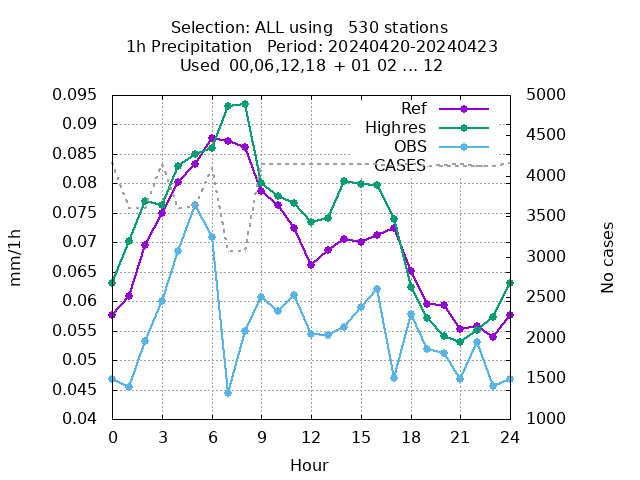 Selection: ALL using   530 stations
1h Precipitation   Period: 20240420-20240423
Used  00,06,12,18 + 01 02 ... 12
0.095
0.09
0.085
0.08
0.075
0.07
0.065
0.06
0.055
0.05
0.045
0.04
5000
4500
4000
3500
3000
2500
2000
1500
1000
Ref
Highres
OBS
CASES
mm/1h
No cases
0 3 6 9 12 15 18 21 24
Hour